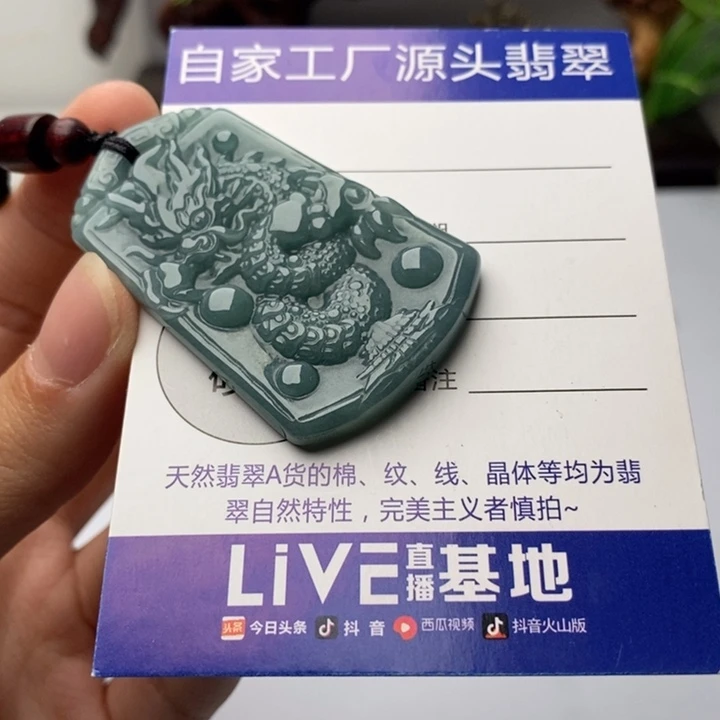 自家工厂源头翡翠
备注
天然翡翠A货的棉、纹、线、晶体等均为翡
翠自然特性，完美主义者慎拍~
LiVE直播基地
头条 今日头条 抖音 西瓜视频 抖音火山版